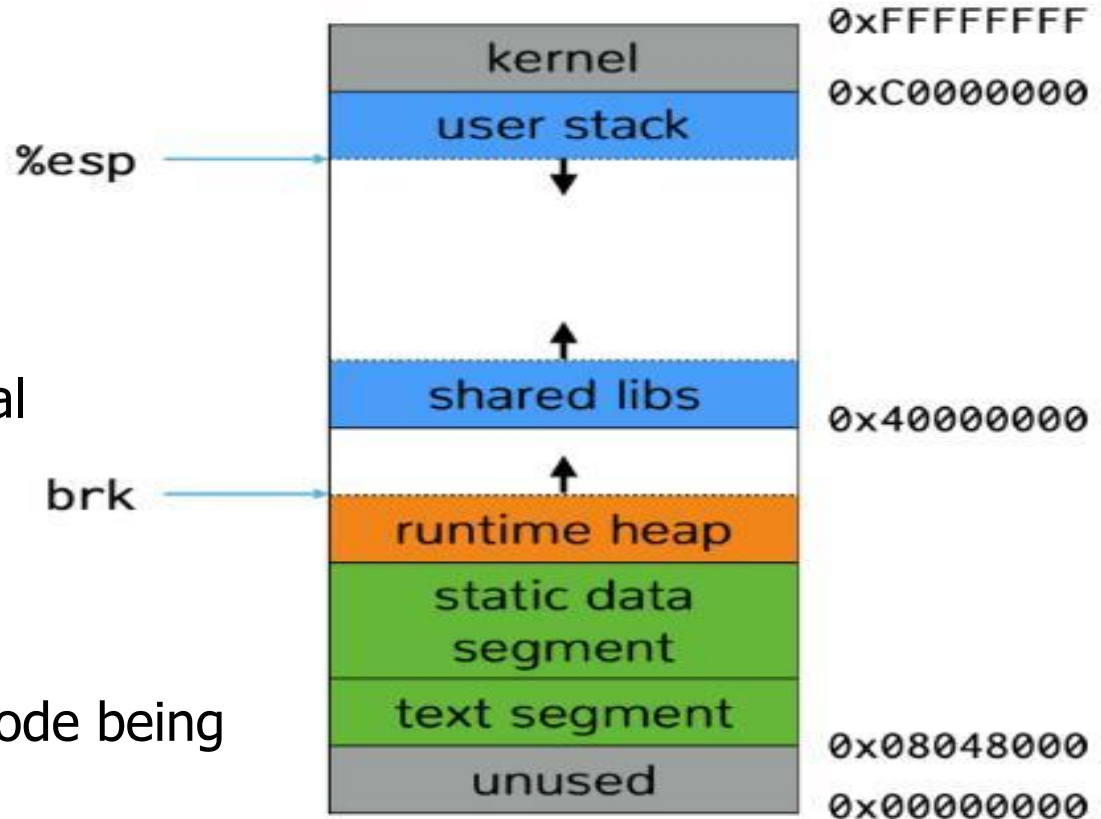 0xFFFFFFFF
kernel
0xC0000000
user stack
%esp
shared libs
al
0x40000000
brk
runtime heap
static data
segment
text segment
ode being
0x08048000
unused
0x00000000